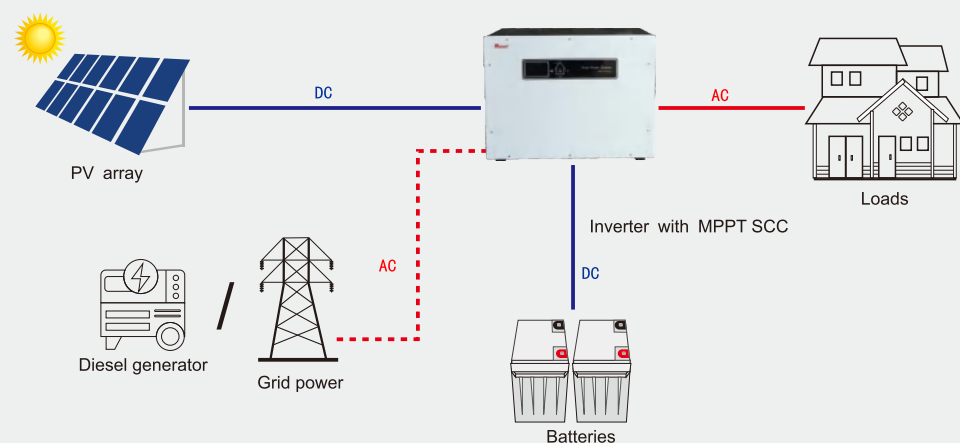 DC
AC
PV array
Loads
Inverter with MPPT SCC
AC
DC
Diesel generator
Grid power
Batteries